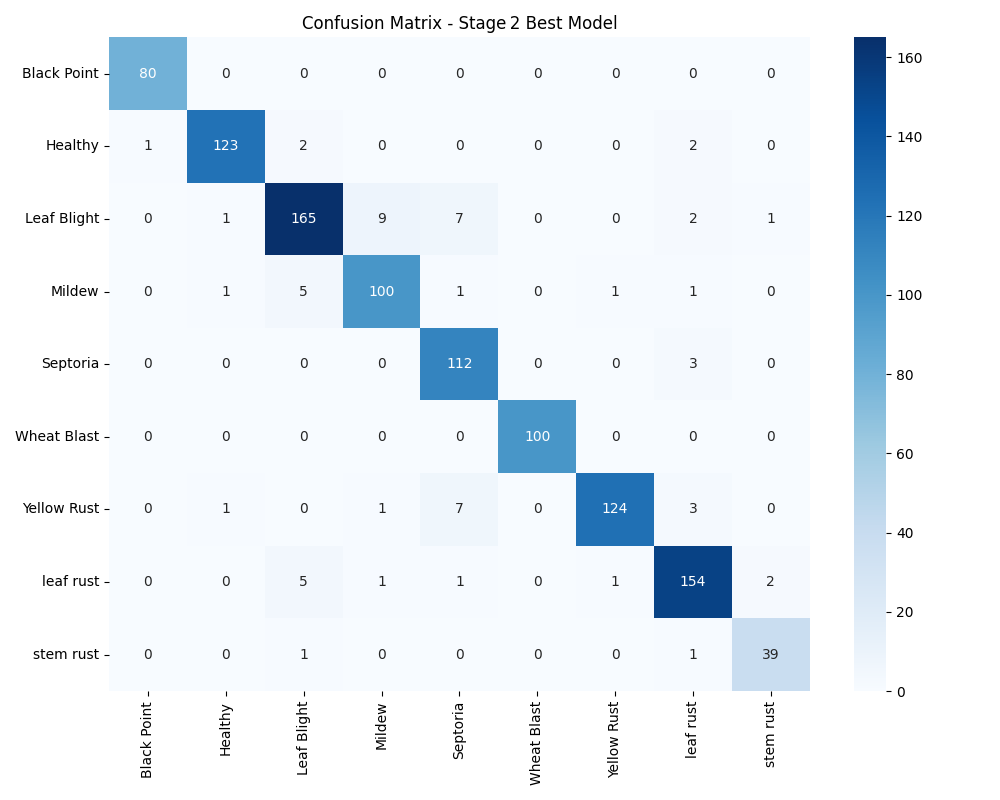 Confusion Matrix - Stage 2 Best Model
Black Point 80 0 0 0 0 0 0 0 0
Healthy 1 123 2 0 0 0 0 2 0
Leaf Blight 0 1 165 9 7 0 0 2 1
Mildew 0 1 5 100 1 0 1 1 0
Septoria 0 0 0 0 112 0 0 3 0
Wheat Blast 0 0 0 0 0 100 0 0 0
Yellow Rust 0 1 0 1 7 0 124 3 0
leaf rust 0 0 5 1 1 0 1 154 2
stem rust 0 0 1 0 0 0 0 1 39
Black Point
Healthy
Leaf Blight
Mildew
Septoria
Wheat Blast
Yellow Rust
leaf rust
stem rust
160
140
120
100
80
60
40
20
0